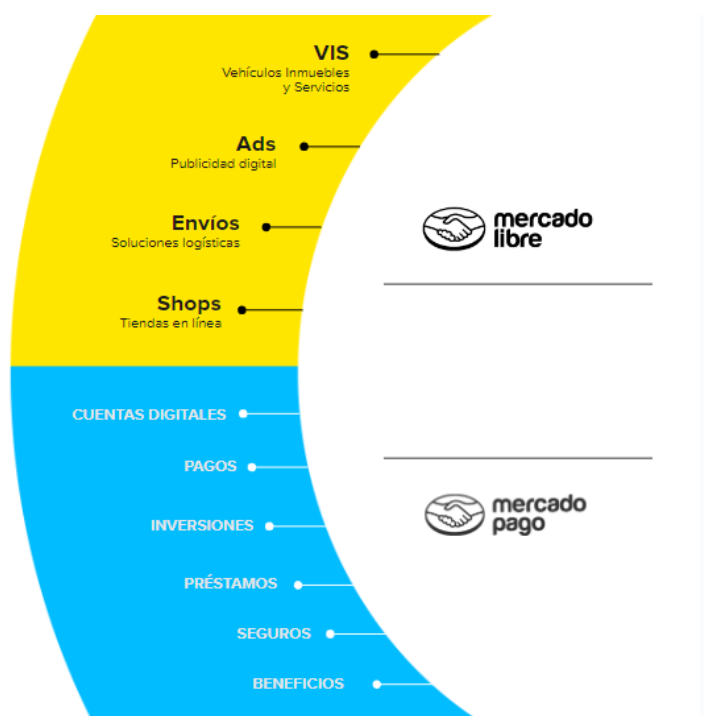 VIS
Vehículos Inmuebles
y Servicios
Ads
Publicidad digital
Envíos
Soluciones logísticas
Shops
Tiendas en línea
mercado
libre
CUENTAS DIGITALES
PAGOS
INVERSIONES
PRÉSTAMOS
SEGUROS
BENEFICIOS
mercado
pago